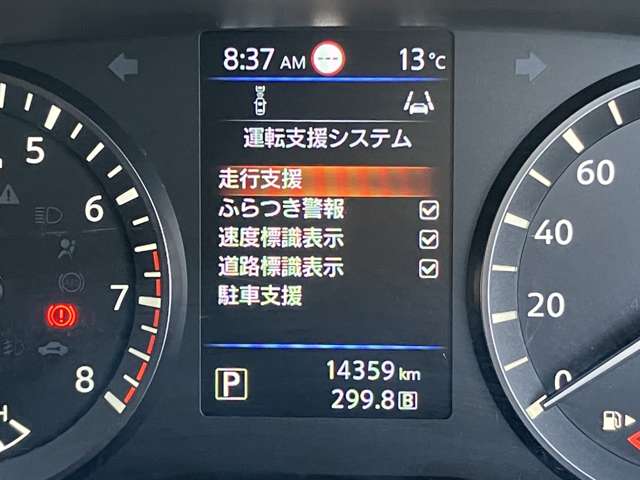 8:37 AM --- 13°C
運転支援システム
走行支援
ふらつき警報
速度標識表示
道路標識表示
駐車支援
P 14359 km
299.8 B
5
6
7
8
60
40
20
0